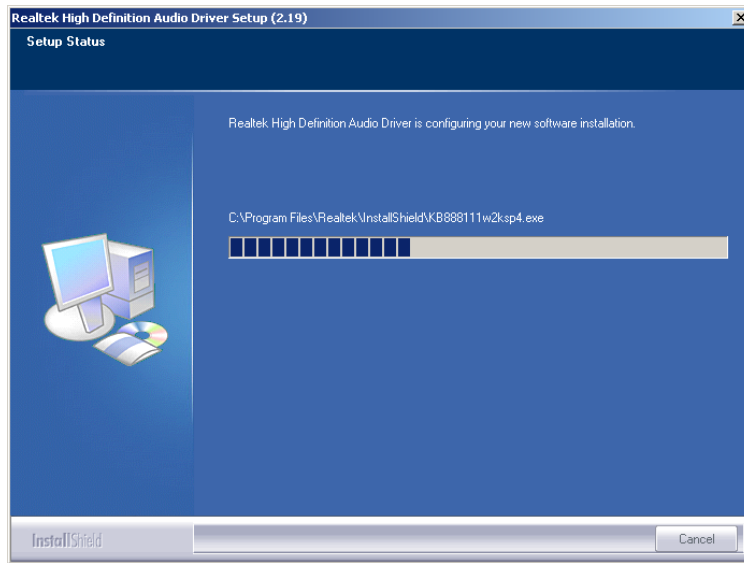 Realtek High Definition Audio Driver Setup (2.19)
Setup Status
Realtek High Definition Audio Driver is configuring your new software installation.
C:\Program Files\Realtek\InstallShield\KB888111w2ksp4.exe
InstallShield
Cancel